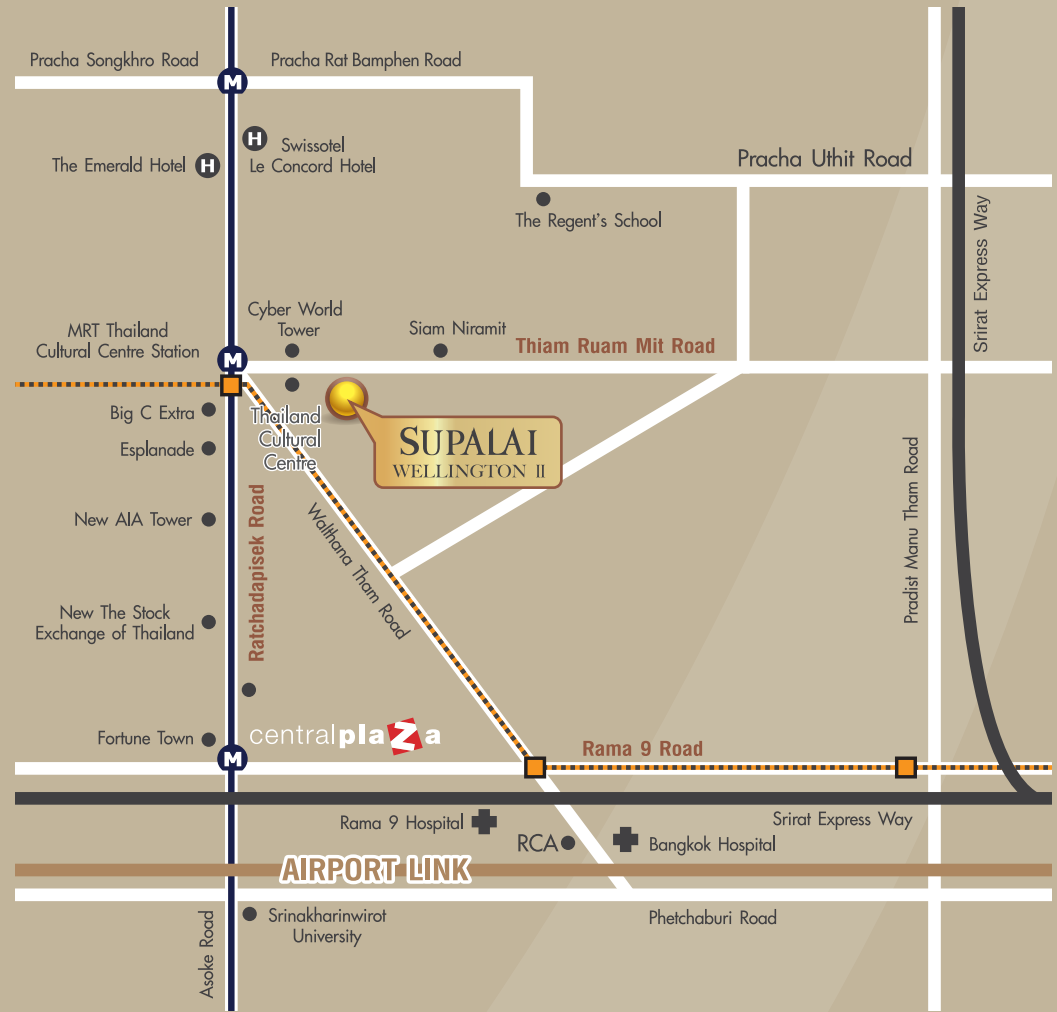 Pracha Songkhro Road
Pracha Rat Bamphen Road
M
H
Swissotel
Le Concord Hotel
The Emerald Hotel
H
Pracha Uthit Road
The Regent's School
Srirat Express Way
Cyber World
Tower
Siam Niramit
MRT Thailand
Cultural Centre Station
M
Thiam Ruam Mit Road
Big C Extra
Thailand
Cultural
Centre
SUPALAI
WELLINGTON II
Esplanade
New AIA Tower
Ratchadapisek Road
Walthana Tham Road
Pradist Manu Tham Road
New The Stock
Exchange of Thailand
Fortune Town
centralplaza
M
Rama 9 Road
Rama 9 Hospital
Srirat Express Way
RCA
Bangkok Hospital
AIRPORT LINK
Srinakharinwirot
University
Phetchaburi Road
Asoke Road